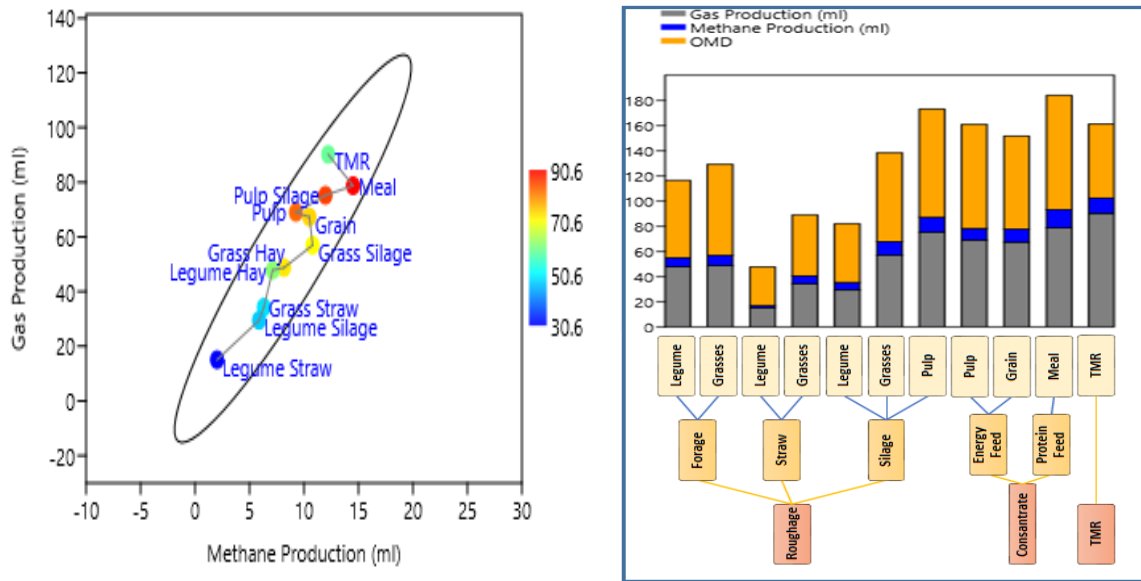 140
120
100
80
60
40
20
0
-20
-10
-5
0
5
10
15
20
25
30
Gas Production (ml)
Methane Production (ml)
TMR
Meal
Pulp Silage
Pulp
Grain
Grass Hay
Grass Silage
Legume Hay
Grass Straw
Legume Silage
Legume Straw
90.6
70.6
50.6
30.6
Gas Production (ml)
Methane Production (ml)
OMD
180
160
140
120
100
80
60
40
20
0
Legume
Grasses
Legume
Grasses
Legume
Grasses
Pulp
Pulp
Grain
Meal
TMR
Forage
Straw
Silage
Energy
Feed
Protein
Feed
Roughage
Consantrate
TMR